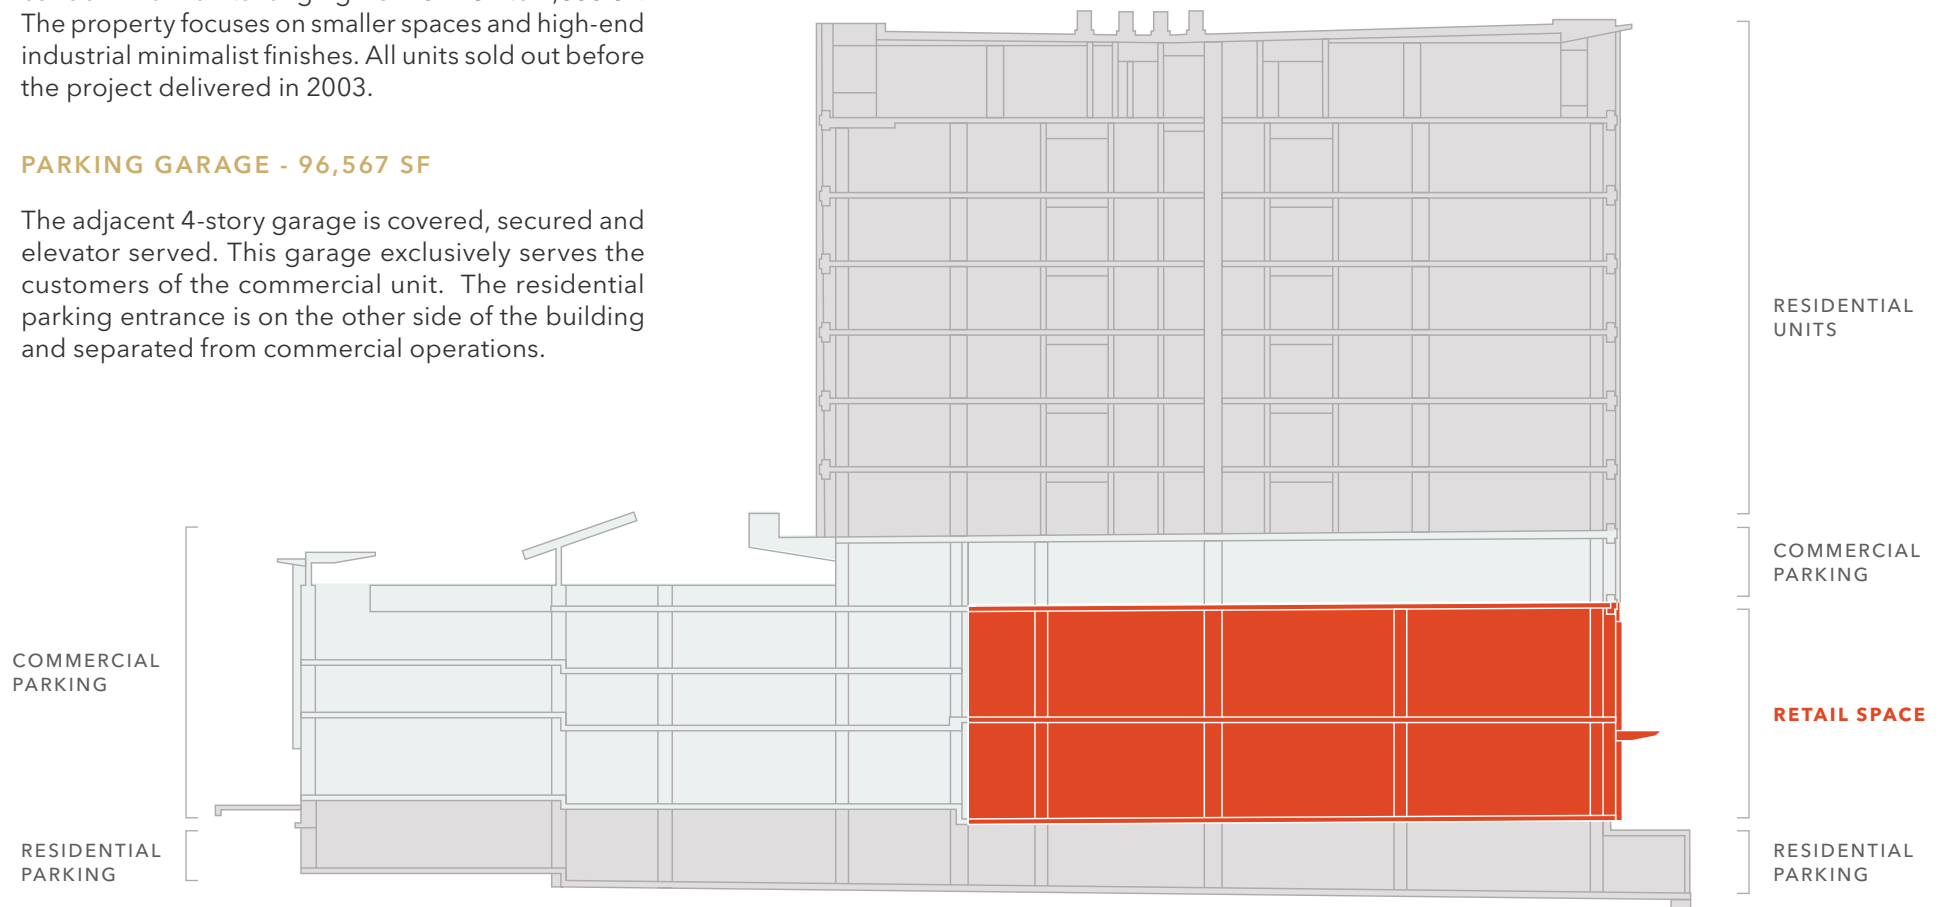 The property focuses on smaller spaces and high-end
industrial minimalist finishes. All units sold out before
the project delivered in 2003.
PARKING GARAGE - 96,567 SF
The adjacent 4-story garage is covered, secured and
elevator served. This garage exclusively serves the
customers of the commercial unit. The residential
parking entrance is on the other side of the building
and separated from commercial operations.
COMMERCIAL
PARKING
RESIDENTIAL
PARKING
RESIDENTIAL
UNITS
COMMERCIAL
PARKING
RETAIL SPACE
RESIDENTIAL
PARKING